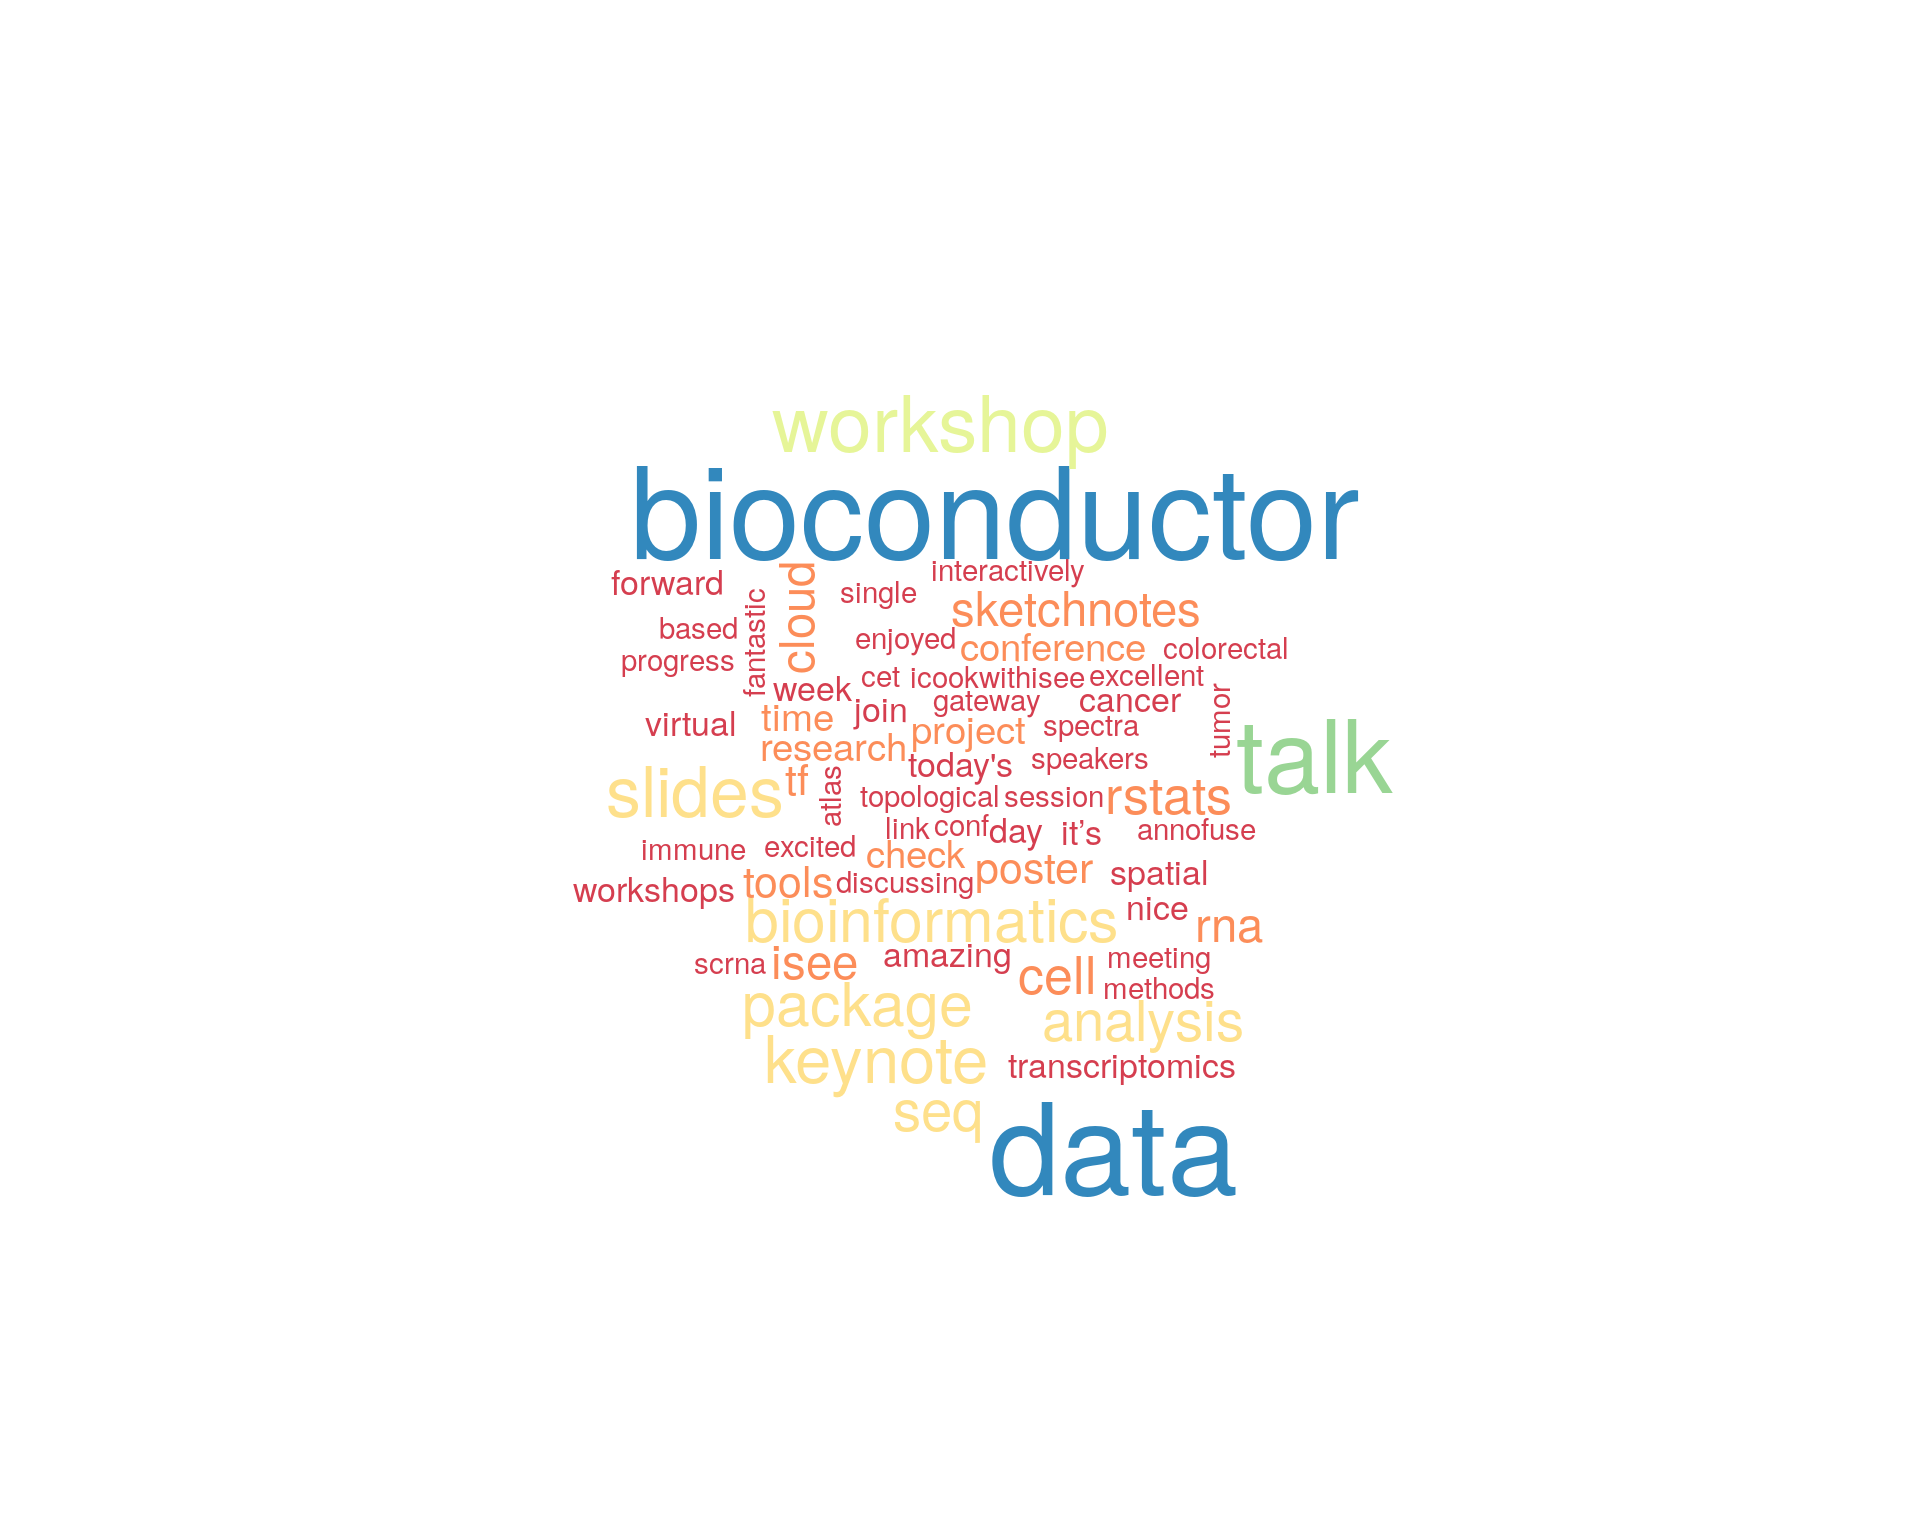 workshop
bioconductor
forward
cloud
single
interactively
fantastic
sketchnotes
based
enjoyed
conference
colorectal
progress
week
cet
icookwithisee
excellent
gateway
cancer
tumor
virtual
time
join
project
spectra
talk
research
today's
speakers
slides
tf
atlas
topological
session
rstats
link
conf
day
it’s
annofuse
immune
excited
check
poster
spatial
workshops
tools
discussing
bioinformatics
nice
rna
scrna
isee
amazing
cell
meeting
methods
package
analysis
keynote
transcriptomics
seq
data